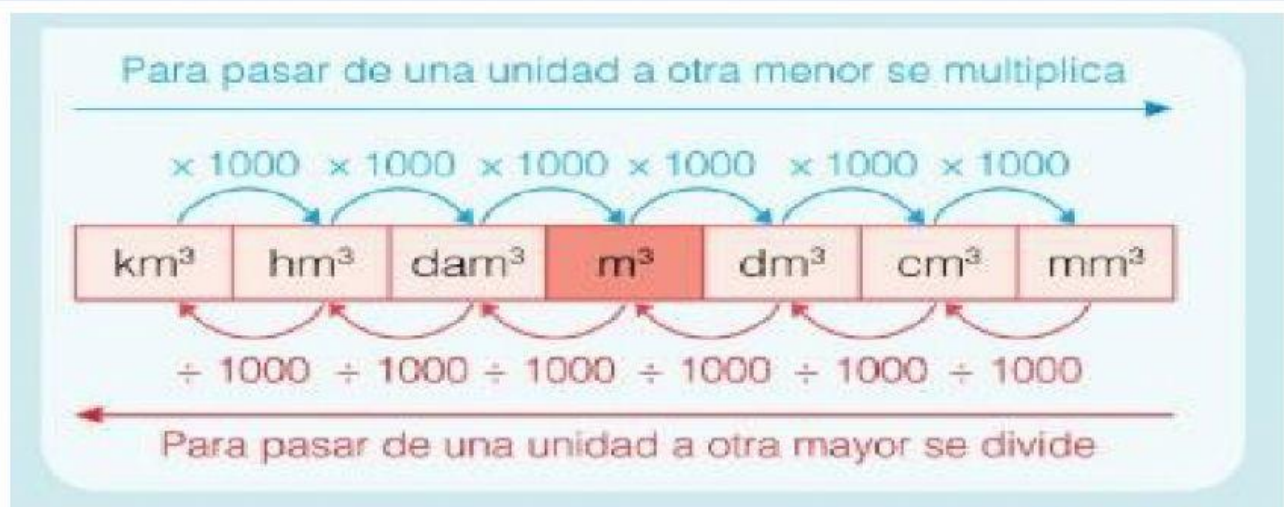 Para pasar de una unidad a otra menor se multiplica
× 1000 × 1000 × 1000 × 1000 × 1000 × 1000
km³ hm³ dam³ m³ dm³ cm³ mm³
÷ 1000 ÷ 1000 ÷ 1000 ÷ 1000 ÷ 1000 ÷ 1000
Para pasar de una unidad a otra mayor se divide